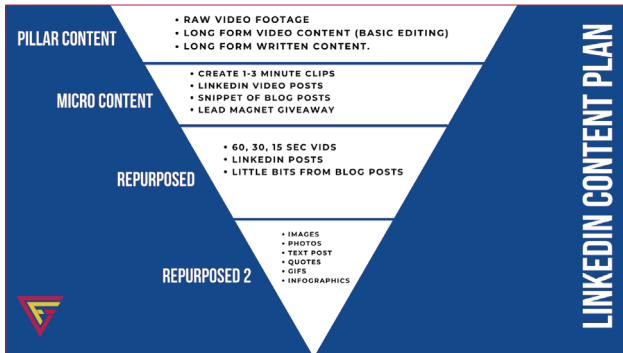 PILLAR CONTENT
• RAW VIDEO FOOTAGE
• LONG FORM VIDEO CONTENT (BASIC EDITING)
• LONG FORM WRITTEN CONTENT.
MICRO CONTENT
• CREATE 1-3 MINUTE CLIPS
• LINKEDIN VIDEO POSTS
• SNIPPET OF BLOG POSTS
• LEAD MAGNET GIVEAWAY
REPURPOSED
• 60, 30, 15 SEC VIDS
• LINKEDIN POSTS
• LITTLE BITS FROM BLOG POSTS
REPURPOSED 2
• IMAGES
• PHOTOS
• TEXT POST
• QUOTES
• GIFS
• INFOGRAPHICS
LINKEDIN CONTENT PLAN